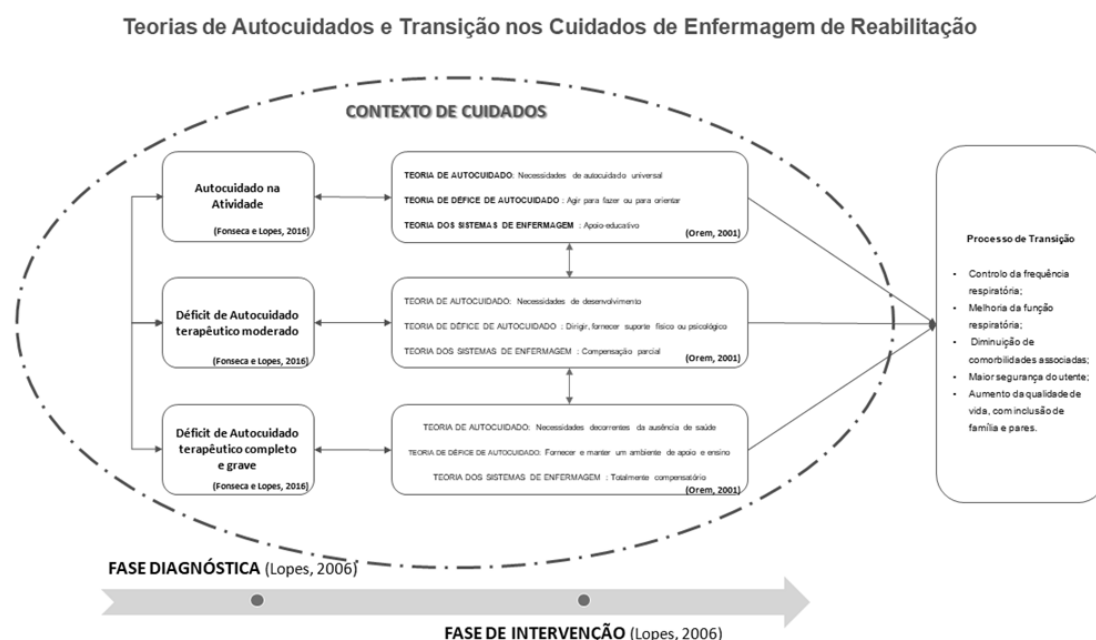 Teorias de Autocuidados e Transição nos Cuidados de Enfermagem de Reabilitação
CONTEXTO DE CUIDADOS
Autocuidado na
Atividade
(Fonseca e Lopes, 2016)
TEORIA DE AUTOCUIDADO: Necessidades de autocuidado universal
TEORIA DE DÉFICE DE AUTOCUIDADO : Agir para fazer ou para orientar
TEORIA DOS SISTEMAS DE ENFERMAGEM : Apoio-educativo
(Orem, 2001)
Déficit de Autocuidado
terapêutico moderado
(Fonseca e Lopes, 2016)
TEORIA DE AUTOCUIDADO: Necessidades de desenvolvimento
TEORIA DE DÉFICE DE AUTOCUIDADO : Dirigir, fornecer suporte físico ou psicológico
TEORIA DOS SISTEMAS DE ENFERMAGEM : Compensação parcial
(Orem, 2001)
Déficit de Autocuidado
terapêutico completo
e grave
(Fonseca e Lopes, 2016)
TEORIA DE AUTOCUIDADO: Necessidades decorrentes da ausência de saúde
TEORIA DE DÉFICE DE AUTOCUIDADO: Fornecer e manter um ambiente de apoio e ensino
TEORIA DOS SISTEMAS DE ENFERMAGEM : Totalmente compensatório
(Orem, 2001)
Processo de Transição
• Controlo da frequência
respiratória;
• Melhoria da função
respiratória;
• Diminuição de
comorbilidades associadas;
• Maior segurança do utente;
• Aumento da qualidade de
vida, com inclusão de
família e pares.
FASE DIAGNÓSTICA (Lopes, 2006)
FASE DE INTERVENÇÃO (Lopes, 2006)